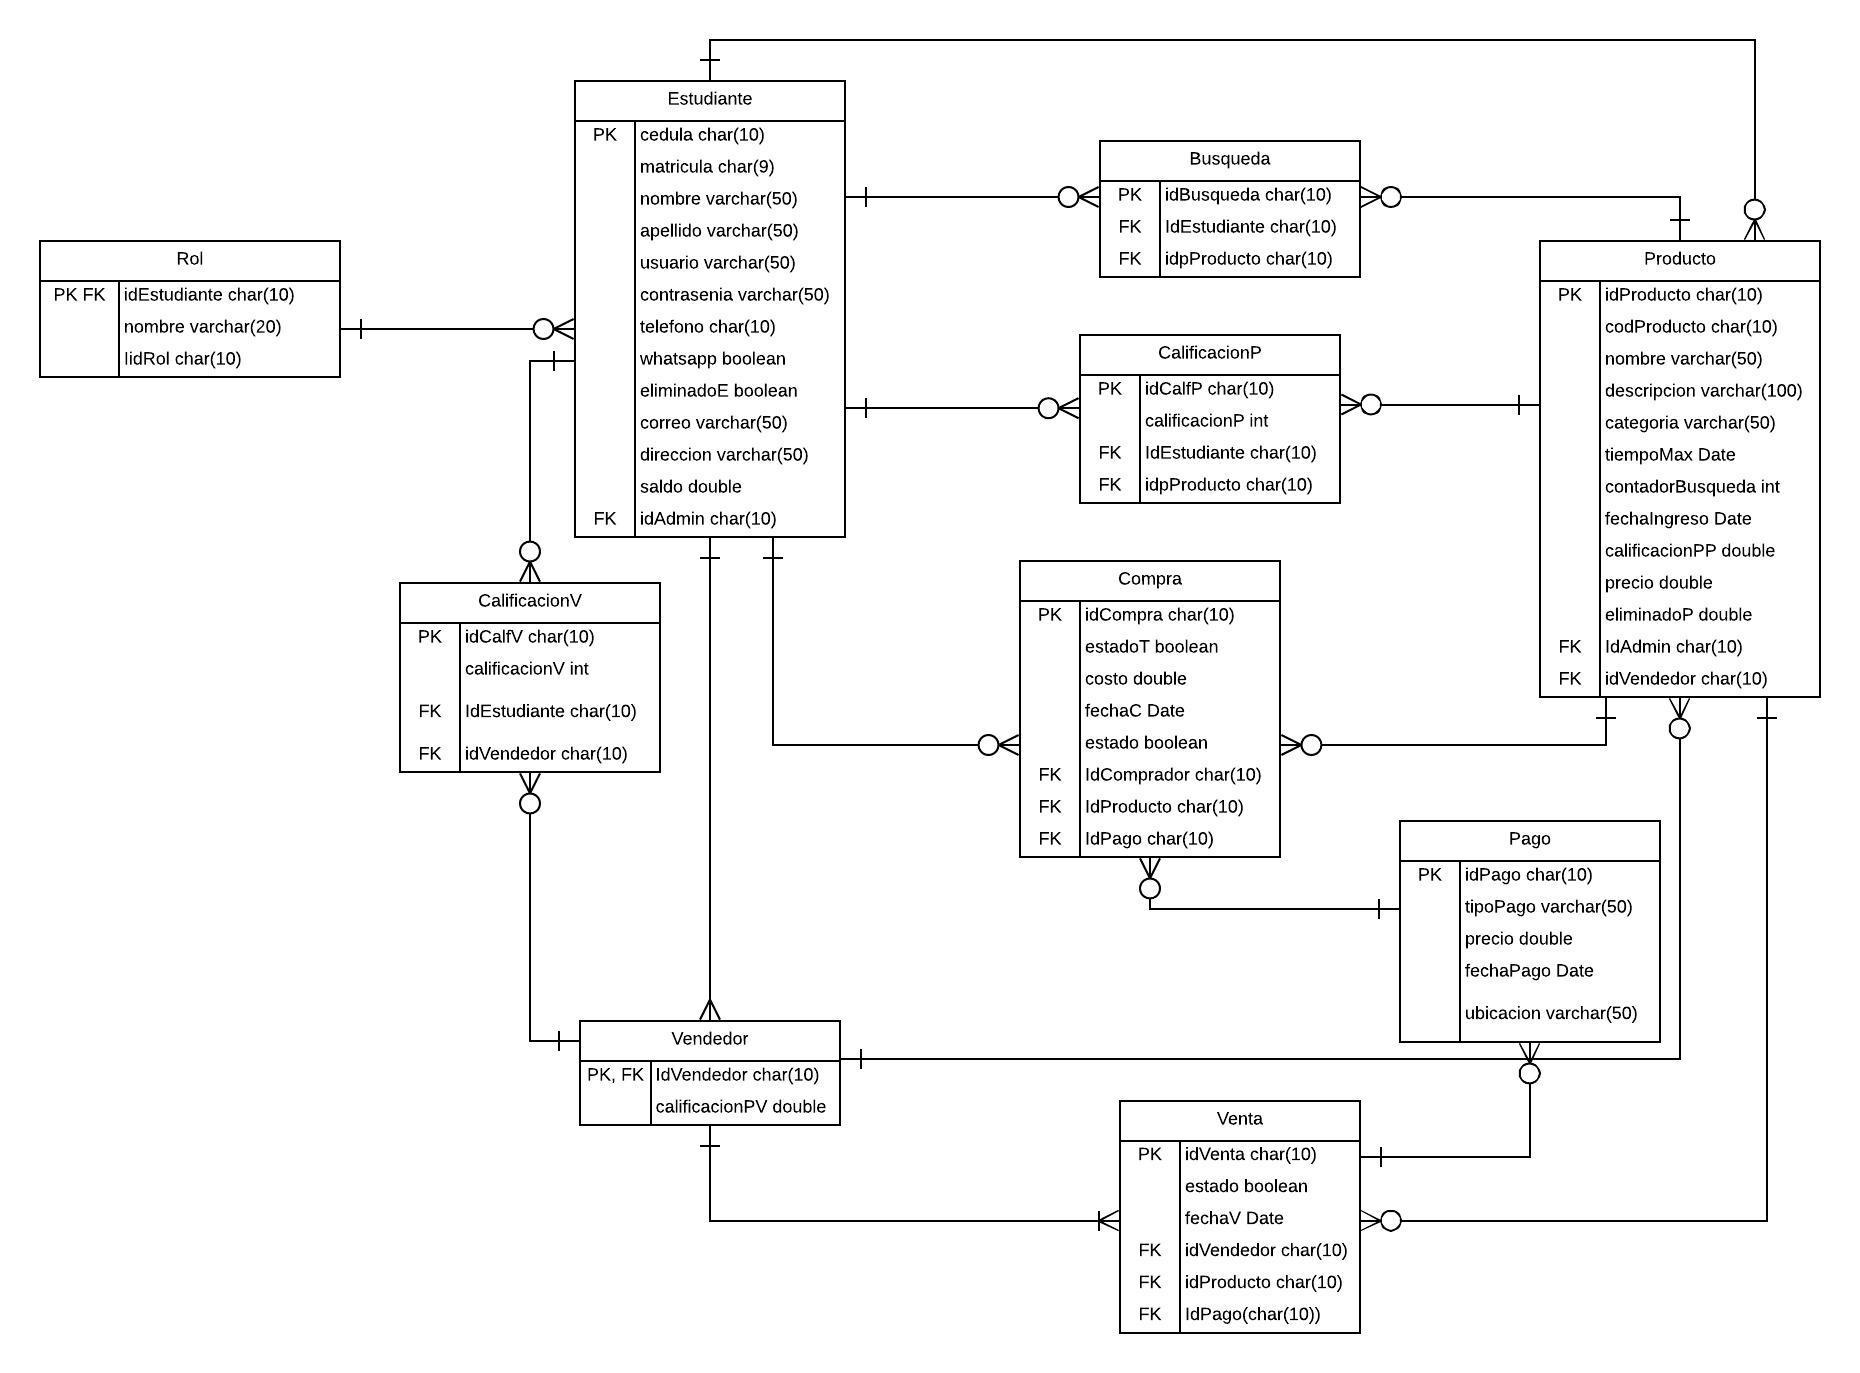 Estudiante
PK cedula char(10)
matricula char(9)
nombre varchar(50)
apellido varchar(50)
usuario varchar(50)
contrasenia varchar(50)
telefono char(10)
whatsapp boolean
eliminadoE boolean
correo varchar(50)
direccion varchar(50)
saldo double
FK idAdmin char(10)
Busqueda
PK idBusqueda char(10)
FK IdEstudiante char(10)
FK idpProducto char(10)
Rol
PK FK idEstudiante char(10)
nombre varchar(20)
IidRol char(10)
Producto
PK idProducto char(10)
codProducto char(10)
nombre varchar(50)
descripcion varchar(100)
categoria varchar(50)
tiempoMax Date
contadorBusqueda int
fechaIngreso Date
calificacionPP double
precio double
eliminadoP double
FK IdAdmin char(10)
FK idVendedor char(10)
CalificacionP
PK idCalfP char(10)
calificacionP int
FK IdEstudiante char(10)
FK idpProducto char(10)
CalificacionV
PK idCalfV char(10)
calificacionV int
FK IdEstudiante char(10)
FK idVendedor char(10)
Compra
PK idCompra char(10)
estadoT boolean
costo double
fechaC Date
estado boolean
FK IdComprador char(10)
FK IdProducto char(10)
FK IdPago char(10)
Pago
PK idPago char(10)
tipoPago varchar(50)
precio double
fechaPago Date
ubicacion varchar(50)
Vendedor
PK, FK IdVendedor char(10)
calificacionPV double
Venta
PK idVenta char(10)
estado boolean
fechaV Date
FK idVendedor char(10)
FK idProducto char(10)
FK IdPago(char(10))